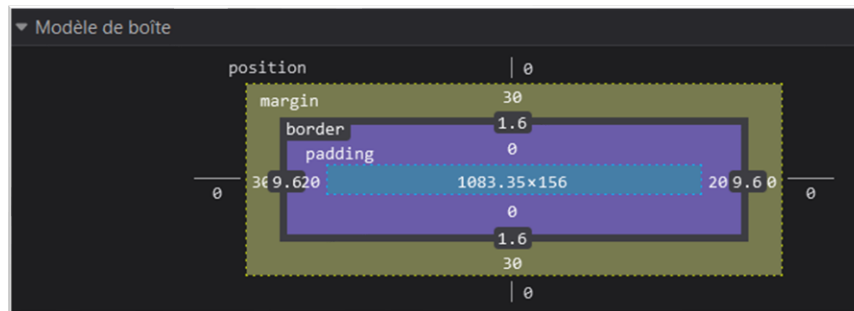 Modèle de boîte
position 0
margin 30
border 1.6
padding 0
0 30 9.6 20 1083.35×156 20 9.6 0 0
0
1.6
30
0